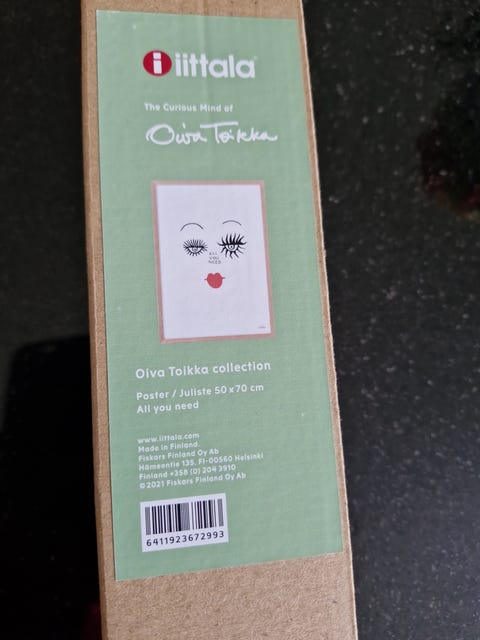 iittala
The Curious Mind of
Oiva Toikka
ALL
YOU
NEED
Oiva Toikka collection
Poster / Juliste 50 x 70 cm
All you need
www.iittala.com
Made in Finland.
Fiskars Finland Oy Ab
Hämeentie 135, FI-00560 Helsinki
Finland +358 (0) 204 3910
©2021 Fiskars Finland Oy Ab
6411923672993